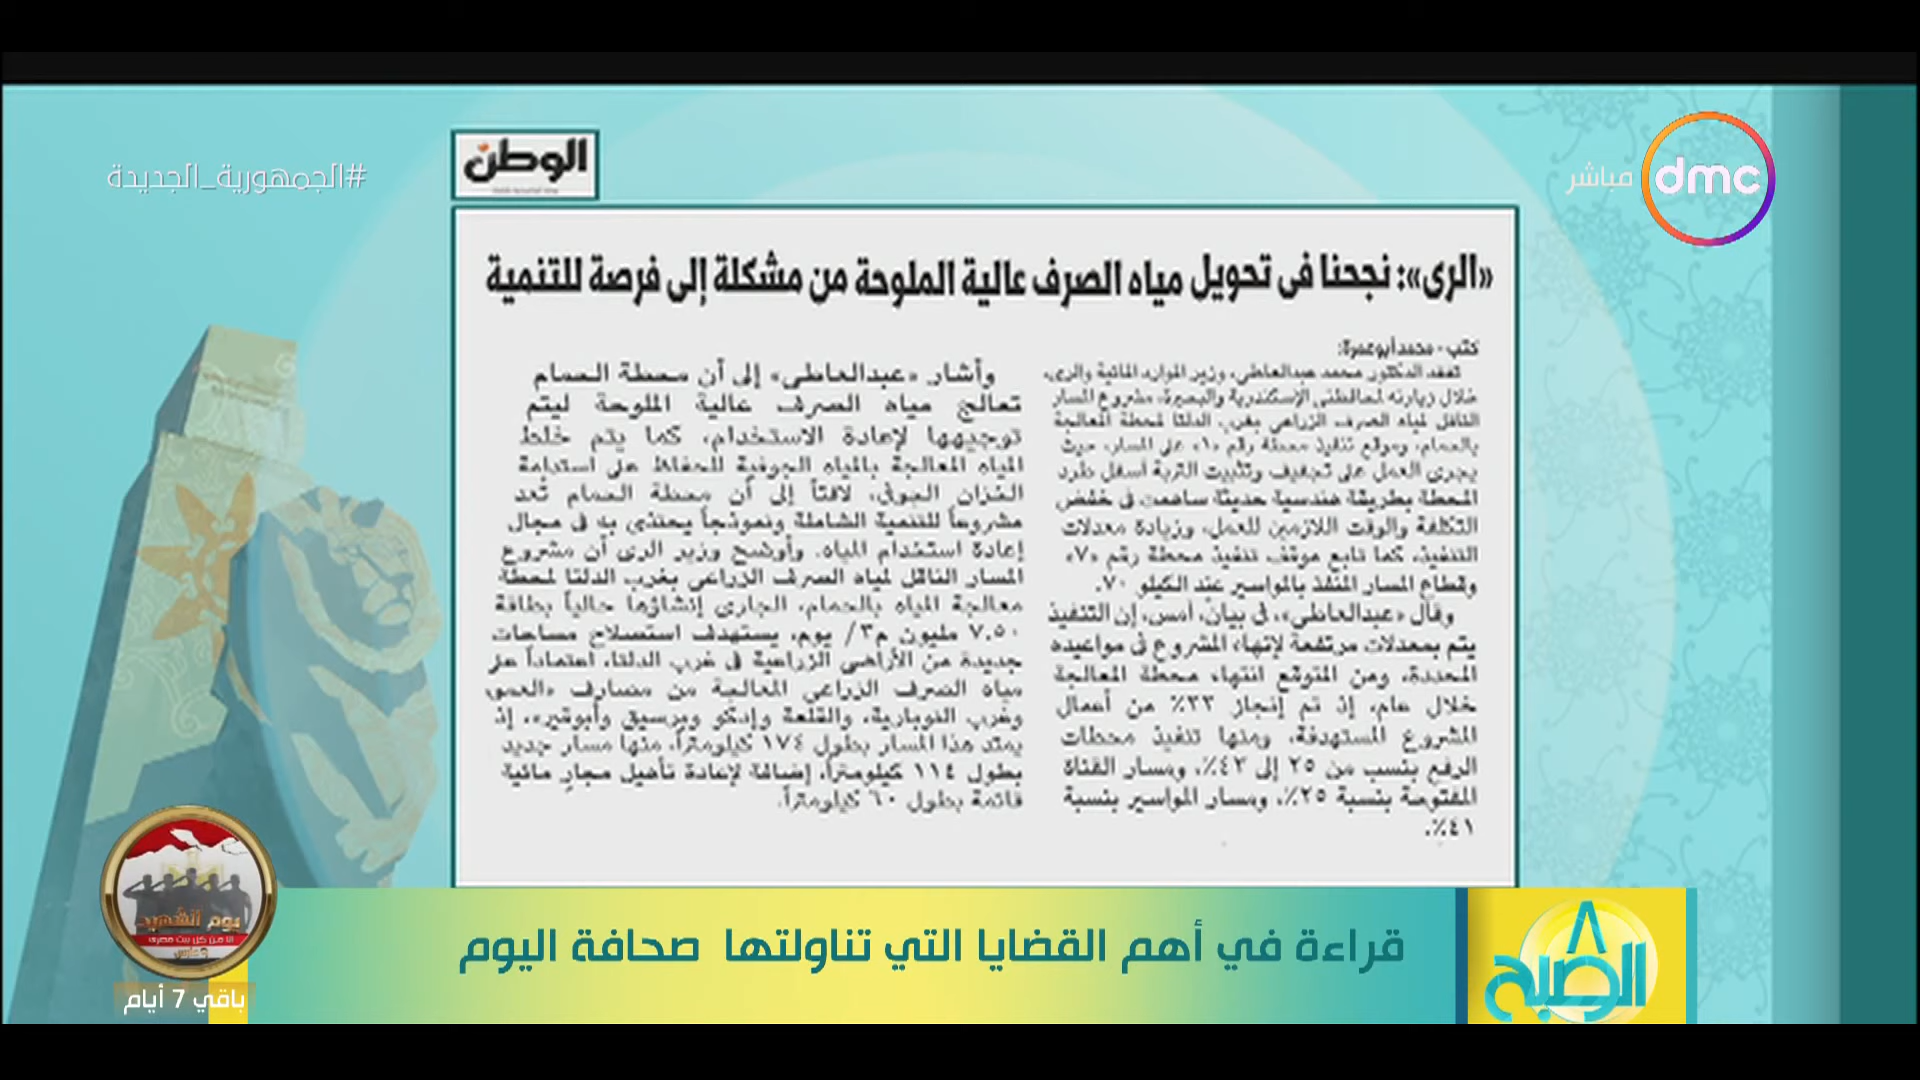 #الجمهورية_الجديدة
الوطن
مباشر
dmc
«الرى»: نجحنا فى تحويل مياه الصرف عالية الملوحة من مشكلة إلى فرصة للتنمية
كتب - محمد أبوعمرة:
تفقد الدكتور محمد عبدالعاطى، وزير الموارد المائية والرى،
خلال زيارته لمحافظتى الإسكندرية والبحيرة، مشروع المسار
الناقل لمياه الصرف الزراعى بغرب الدلتا لمحطة المعالجة
بالحمام، وموقع تنفيذ محطة رقم «١» على المسار، حيث
يجرى العمل على تجفيف وتثبيت التربة أسفل طرد
المحطة بطريقة هندسية حديثة ساهمت فى خفض
التكلفة والوقت اللازمين للعمل، وزيادة معدلات
التنفيذ، كما تابع موقف تنفيذ محطة رقم «٧»
وقطاع المسار المنفذ بالمواسير عند الكيلو ٧٠.
وقال «عبدالعاطى»، فى بيان، أمس، إن التنفيذ
يتم بمعدلات مرتفعة لإنهاء المشروع فى مواعيده
المحددة، ومن المتوقع انتهاء محطة المعالجة
خلال عام، إذ تم إنجاز ٣٣٪ من أعمال
المشروع المستهدفة، ومنها تنفيذ محطات
الرفع بنسب من ٢٥ إلى ٤٣٪، ومسار القناة
المفتوحة بنسبة ٢٥٪، ومسار المواسير بنسبة
٤١٪.
وأشار «عبدالعاطى» إلى أن محطة الحمام
تعالج مياه الصرف عالية الملوحة ليتم
توجيهها لإعادة الاستخدام، كما يتم خلط
المياه المعالجة بالمياه الجوفية للحفاظ على استدامة
الخزان الجوفى، لافتاً إلى أن محطة الحمام تُعد
مشروعاً للتنمية الشاملة ونموذجاً يحتذى به فى مجال
إعادة استخدام المياه. وأوضح وزير الرى أن مشروع
المسار الناقل لمياه الصرف الزراعى بغرب الدلتا لمحطة
معالجة المياه بالحمام، الجارى إنشاؤها حالياً بطاقة
٧.٥٠ مليون م٣/ يوم، يستهدف استصلاح مساحات
جديدة من الأراضى الزراعية فى غرب الدلتا، اعتماداً على
مياه الصرف الزراعى المعالجة من مصارف «العموم
وغرب النوبارية، والقلعة وإدكو وبرسيق وأبوقير»، إذ
يمتد هذا المسار بطول ١٧٤ كيلومتراً، منها مسار جديد
بطول ١١٤ كيلومتراً، إضافة لإعادة تأهيل مجارٍ مائية
قائمة بطول ٦٠ كيلومتراً.
قراءة في أهم القضايا التي تناولتها صحافة اليوم
٨ الصبح
يوم الشهيد
باقي 7 أيام